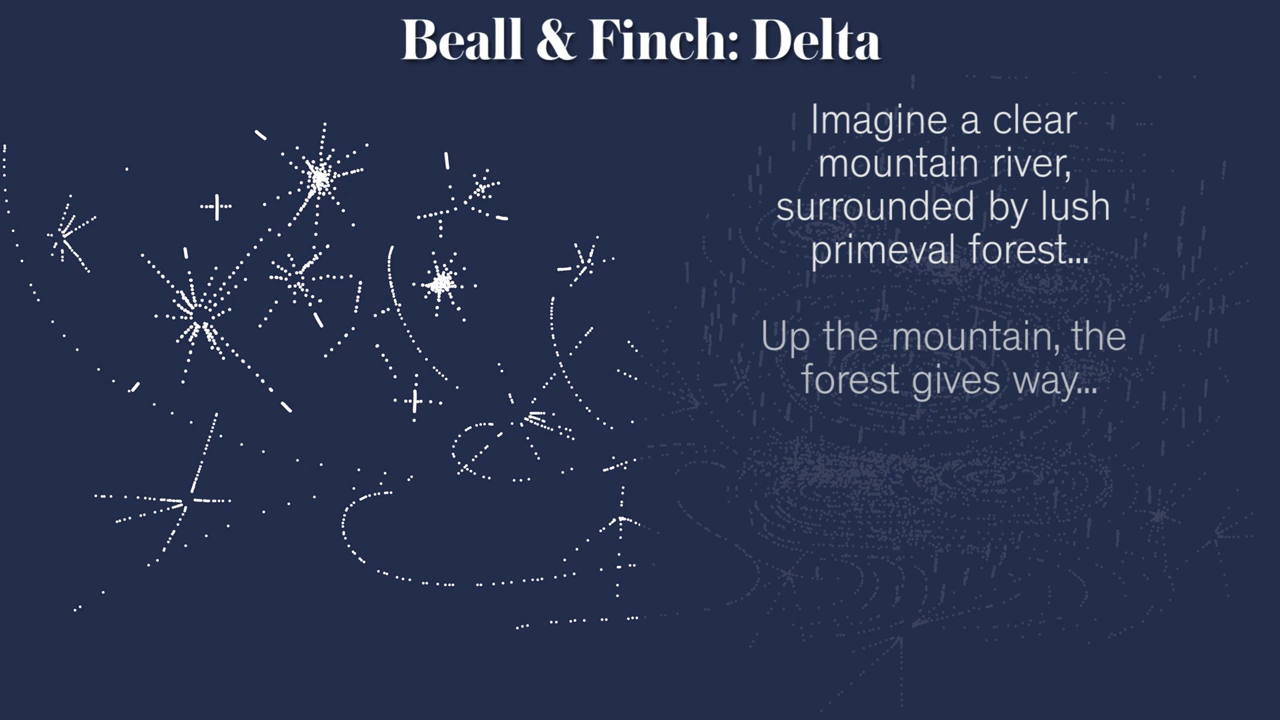 Beall & Finch: Delta
Imagine a clear
mountain river,
surrounded by lush
primeval forest...
Up the mountain, the
forest gives way...